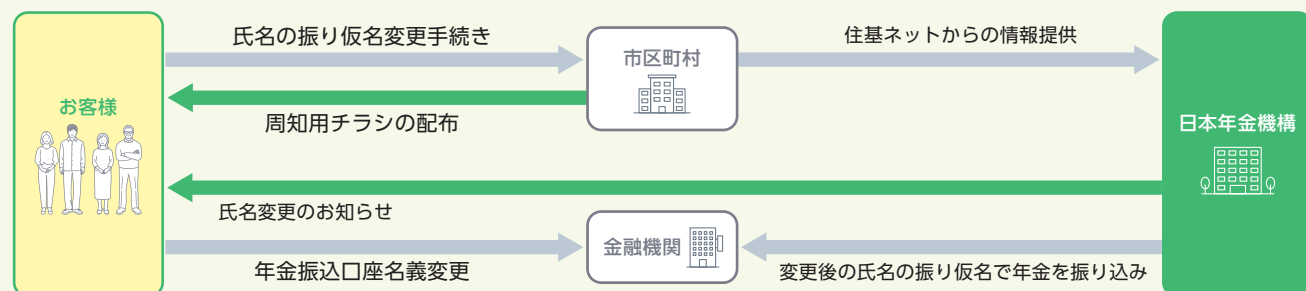 氏名の振り仮名変更手続き
住基ネットからの情報提供
市区町村
お客様
周知用チラシの配布
日本年金機構
氏名変更のお知らせ
金融機関
年金振込口座名義変更
変更後の氏名の振り仮名で年金を振り込み